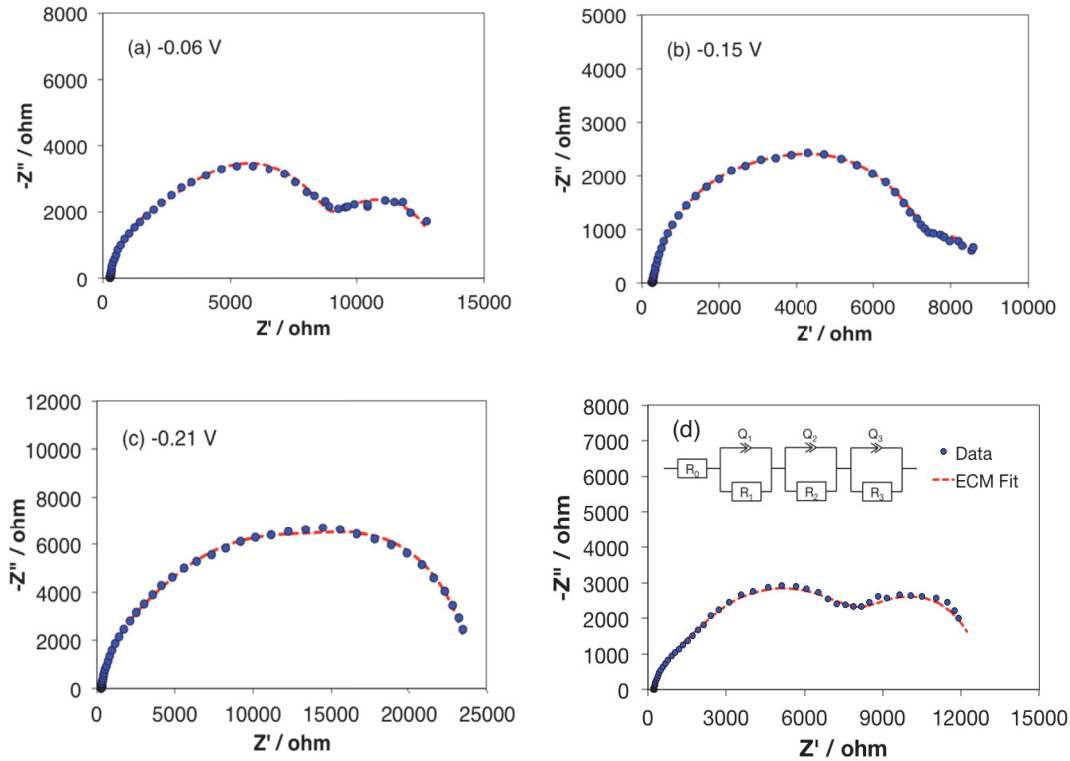 (a) -0.06 V
-Z" / ohm
8000
6000
4000
2000
0
0 5000 10000 15000
Z' / ohm
(b) -0.15 V
-Z" / ohm
5000
4000
3000
2000
1000
0
0 2000 4000 6000 8000 10000
Z' / ohm
(c) -0.21 V
-Z" / ohm
12000
10000
8000
6000
4000
2000
0
0 5000 10000 15000 20000 25000
Z' / ohm
(d)
Q1 Q2 Q3
R0 R1 R2 R3
Data
ECM Fit
-Z" / ohm
8000
7000
6000
5000
4000
3000
2000
1000
0
0 3000 6000 9000 12000 15000
Z' / ohm